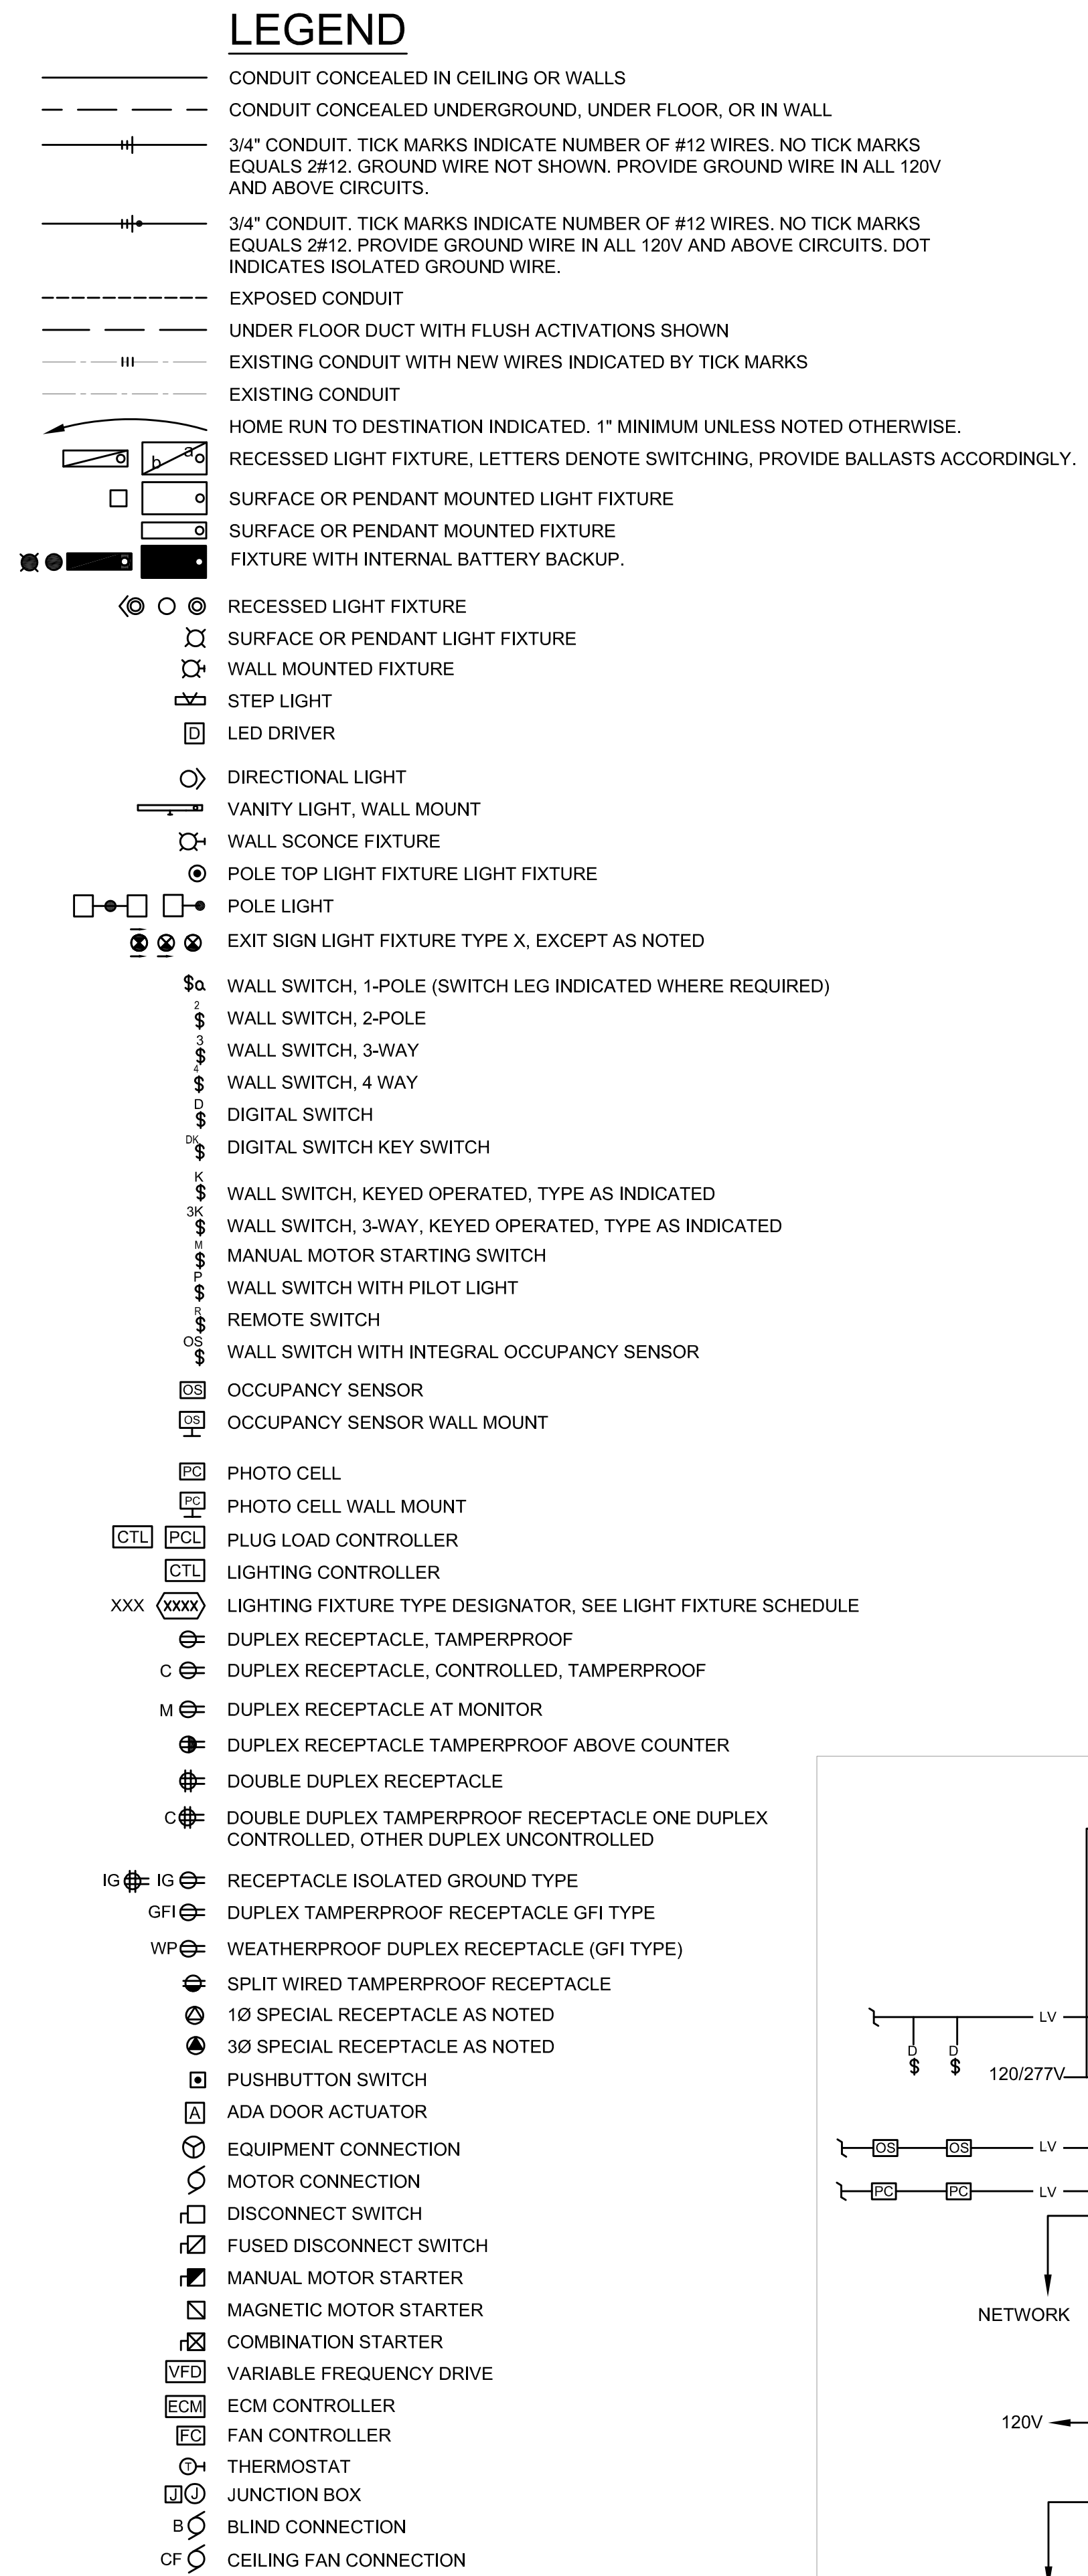 LEGEND
CONDUIT CONCEALED IN CEILING OR WALLS
CONDUIT CONCEALED UNDERGROUND, UNDER FLOOR, OR IN WALL
3/4" CONDUIT. TICK MARKS INDICATE NUMBER OF #12 WIRES. NO TICK MARKS
EQUALS 2#12. GROUND WIRE NOT SHOWN. PROVIDE GROUND WIRE IN ALL 120V
AND ABOVE CIRCUITS.
3/4" CONDUIT. TICK MARKS INDICATE NUMBER OF #12 WIRES. NO TICK MARKS
EQUALS 2#12. PROVIDE GROUND WIRE IN ALL 120V AND ABOVE CIRCUITS. DOT
INDICATES ISOLATED GROUND WIRE.
EXPOSED CONDUIT
UNDER FLOOR DUCT WITH FLUSH ACTIVATIONS SHOWN
EXISTING CONDUIT WITH NEW WIRES INDICATED BY TICK MARKS
EXISTING CONDUIT
HOME RUN TO DESTINATION INDICATED. 1" MINIMUM UNLESS NOTED OTHERWISE.
b a RECESSED LIGHT FIXTURE, LETTERS DENOTE SWITCHING, PROVIDE BALLASTS ACCORDINGLY.
SURFACE OR PENDANT MOUNTED LIGHT FIXTURE
SURFACE OR PENDANT MOUNTED FIXTURE
FIXTURE WITH INTERNAL BATTERY BACKUP.
RECESSED LIGHT FIXTURE
SURFACE OR PENDANT LIGHT FIXTURE
WALL MOUNTED FIXTURE
STEP LIGHT
D LED DRIVER
DIRECTIONAL LIGHT
VANITY LIGHT, WALL MOUNT
WALL SCONCE FIXTURE
POLE TOP LIGHT FIXTURE LIGHT FIXTURE
POLE LIGHT
EXIT SIGN LIGHT FIXTURE TYPE X, EXCEPT AS NOTED
$a WALL SWITCH, 1-POLE (SWITCH LEG INDICATED WHERE REQUIRED)
2 $ WALL SWITCH, 2-POLE
3 $ WALL SWITCH, 3-WAY
4 $ WALL SWITCH, 4 WAY
D $ DIGITAL SWITCH
DK $ DIGITAL SWITCH KEY SWITCH
K $ WALL SWITCH, KEYED OPERATED, TYPE AS INDICATED
3K $ WALL SWITCH, 3-WAY, KEYED OPERATED, TYPE AS INDICATED
M $ MANUAL MOTOR STARTING SWITCH
P $ WALL SWITCH WITH PILOT LIGHT
R $ REMOTE SWITCH
OS $ WALL SWITCH WITH INTEGRAL OCCUPANCY SENSOR
OS OCCUPANCY SENSOR
OS OCCUPANCY SENSOR WALL MOUNT
PC PHOTO CELL
PC PHOTO CELL WALL MOUNT
CTL PCL PLUG LOAD CONTROLLER
CTL LIGHTING CONTROLLER
XXX XXXX LIGHTING FIXTURE TYPE DESIGNATOR, SEE LIGHT FIXTURE SCHEDULE
DUPLEX RECEPTACLE, TAMPERPROOF
C DUPLEX RECEPTACLE, CONTROLLED, TAMPERPROOF
M DUPLEX RECEPTACLE AT MONITOR
DUPLEX RECEPTACLE TAMPERPROOF ABOVE COUNTER
DOUBLE DUPLEX RECEPTACLE
C DOUBLE DUPLEX TAMPERPROOF RECEPTACLE ONE DUPLEX
CONTROLLED, OTHER DUPLEX UNCONTROLLED
IG IG RECEPTACLE ISOLATED GROUND TYPE
GFI DUPLEX TAMPERPROOF RECEPTACLE GFI TYPE
WP WEATHERPROOF DUPLEX RECEPTACLE (GFI TYPE)
SPLIT WIRED TAMPERPROOF RECEPTACLE
1Ø SPECIAL RECEPTACLE AS NOTED
3Ø SPECIAL RECEPTACLE AS NOTED
PUSHBUTTON SWITCH
A ADA DOOR ACTUATOR
EQUIPMENT CONNECTION
MOTOR CONNECTION
DISCONNECT SWITCH
FUSED DISCONNECT SWITCH
MANUAL MOTOR STARTER
MAGNETIC MOTOR STARTER
COMBINATION STARTER
VFD VARIABLE FREQUENCY DRIVE
ECM ECM CONTROLLER
FC FAN CONTROLLER
T THERMOSTAT
J J JUNCTION BOX
B BLIND CONNECTION
CF CEILING FAN CONNECTION
LV
D $ D $
120/277V
OS OS LV
PC PC LV
NETWORK
120V